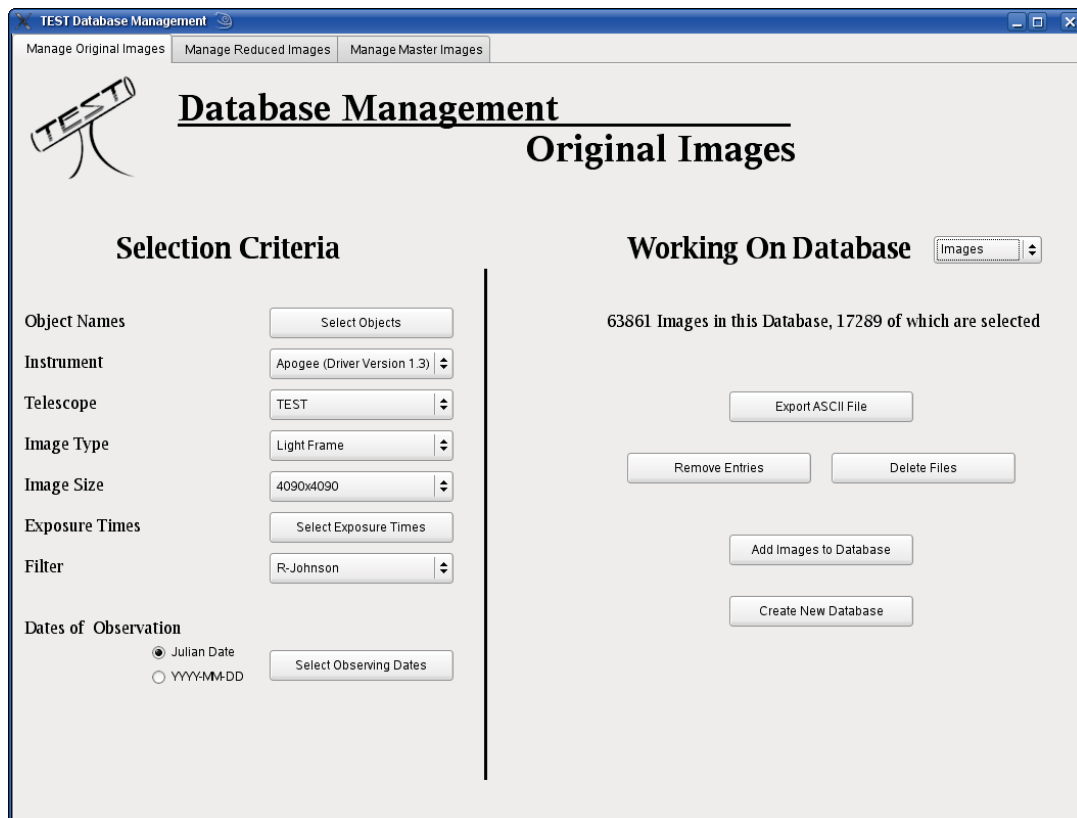 TEST Database Management
Manage Original Images
Manage Reduced Images
Manage Master Images
TEST
Database Management
Original Images
Selection Criteria
Object Names
Select Objects
Instrument
Apogee (Driver Version 1.3)
Telescope
TEST
Image Type
Light Frame
Image Size
4090x4090
Exposure Times
Select Exposure Times
Filter
R-Johnson
Dates of Observation
Julian Date
YYYY-MM-DD
Select Observing Dates
Working On Database
Images
63861 Images in this Database, 17289 of which are selected
Export ASCII File
Remove Entries
Delete Files
Add Images to Database
Create New Database